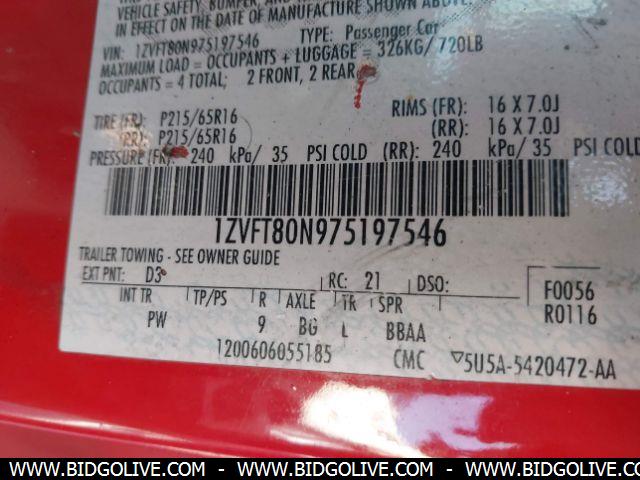 VEHICLE SAFETY, BUMPER, AND
IN EFFECT ON THE DATE OF MANUFACTURE SHOWN ABOVE.
VIN: 1ZVFT80N975197546 TYPE: Passenger Car
MAXIMUM LOAD = OCCUPANTS + LUGGAGE = 326KG/ 720LB
OCCUPANTS = 4 TOTAL; 2 FRONT, 2 REAR
TIRE (FR): P215/65R16 RIMS (FR): 16 X 7.0J
(RR): P215/65R16 (RR): 16 X 7.0J
PRESSURE (FR): 240 kPa/ 35 PSI COLD (RR): 240 kPa/ 35 PSI COLD
1ZVFT80N975197546
TRAILER TOWING - SEE OWNER GUIDE
EXT PNT: D3 RC: 21 DSO: F0056
INT TR TP/PS R AXLE TR SPR R0116
PW 9 BG L BBAA
1200606055185 CMC ▽5U5A-5420472-AA
WWW.BIDGOLIVE.COM - WWW.BIDGOLIVE.COM - WWW.BIDGOLIVE.COM